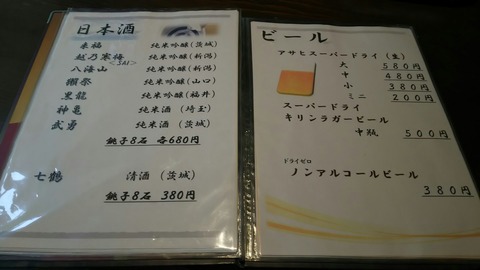 日本酒
来福 純米吟醸(茨城)
越乃寒梅 純米吟醸(新潟)
<SAI>
八海山 純米吟醸(新潟)
獺祭 純米吟醸(山口)
黒龍 純米吟醸(福井)
神亀 純米酒(埼玉)
武勇 純米酒(茨城)
銚子8石 各680円
七鶴 清酒(茨城)
銚子8石 380円
ビール
アサヒスーパードライ(生)
大 580円
中 480円
小 380円
ミニ 200円
スーパードライ
キリンラガービール
中瓶 500円
ドライゼロ
ノンアルコールビール
380円